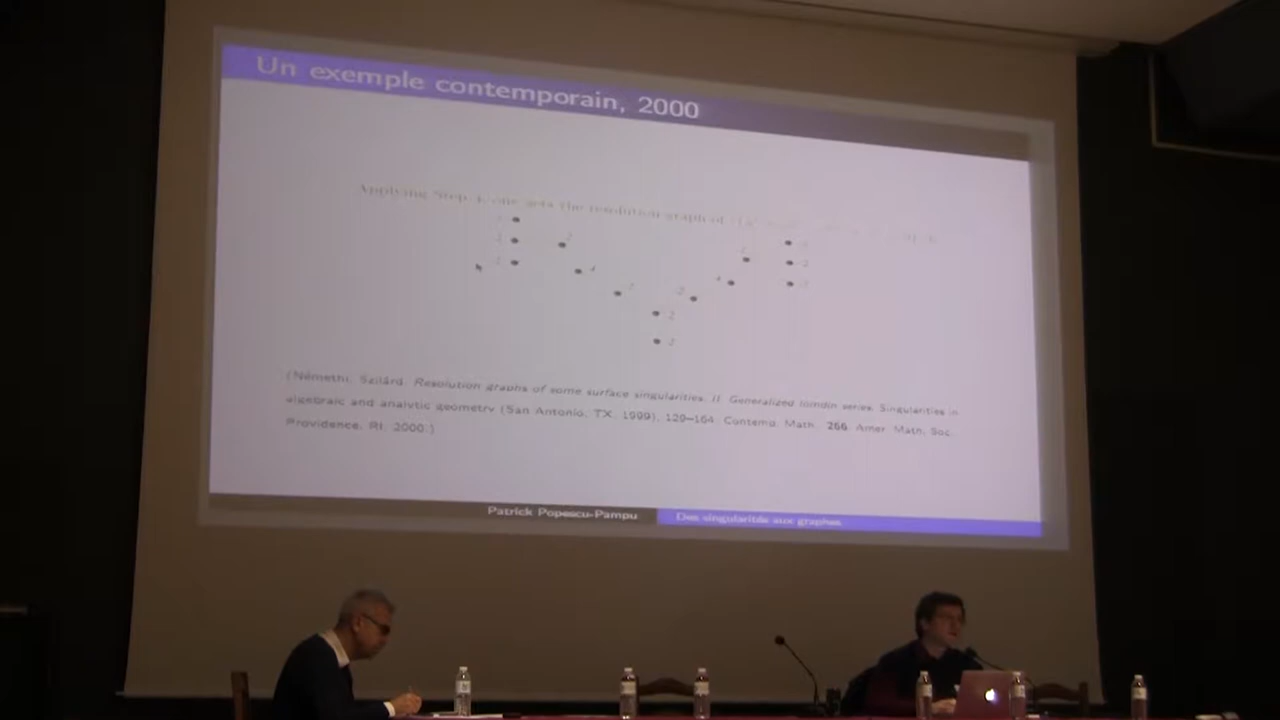 Un exemple contemporain, 2000
Applying Step 4, one gets the resolution graph of
(Némethi, Szilárd. Resolution graphs of some surface singularities. II. Generalized Iomdin series. Singularities in
algebraic and analytic geometry (San Antonio, TX, 1999), 129–164, Contemp. Math., 266, Amer. Math. Soc.,
Providence, RI, 2000.)
Patrick Popescu-Pampu
Des singularités aux graphes